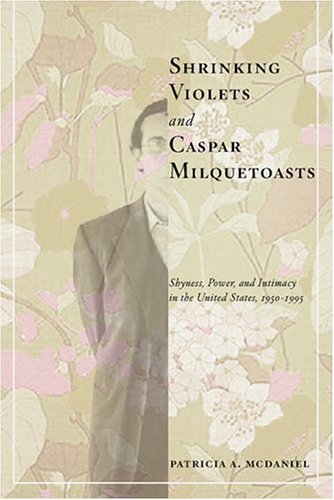 SHRINKING
VIOLETS
and
CASPAR
MILQUETOASTS
Shyness, Power, and Intimacy
in the United States, 1950-1995
PATRICIA A. MCDANIEL